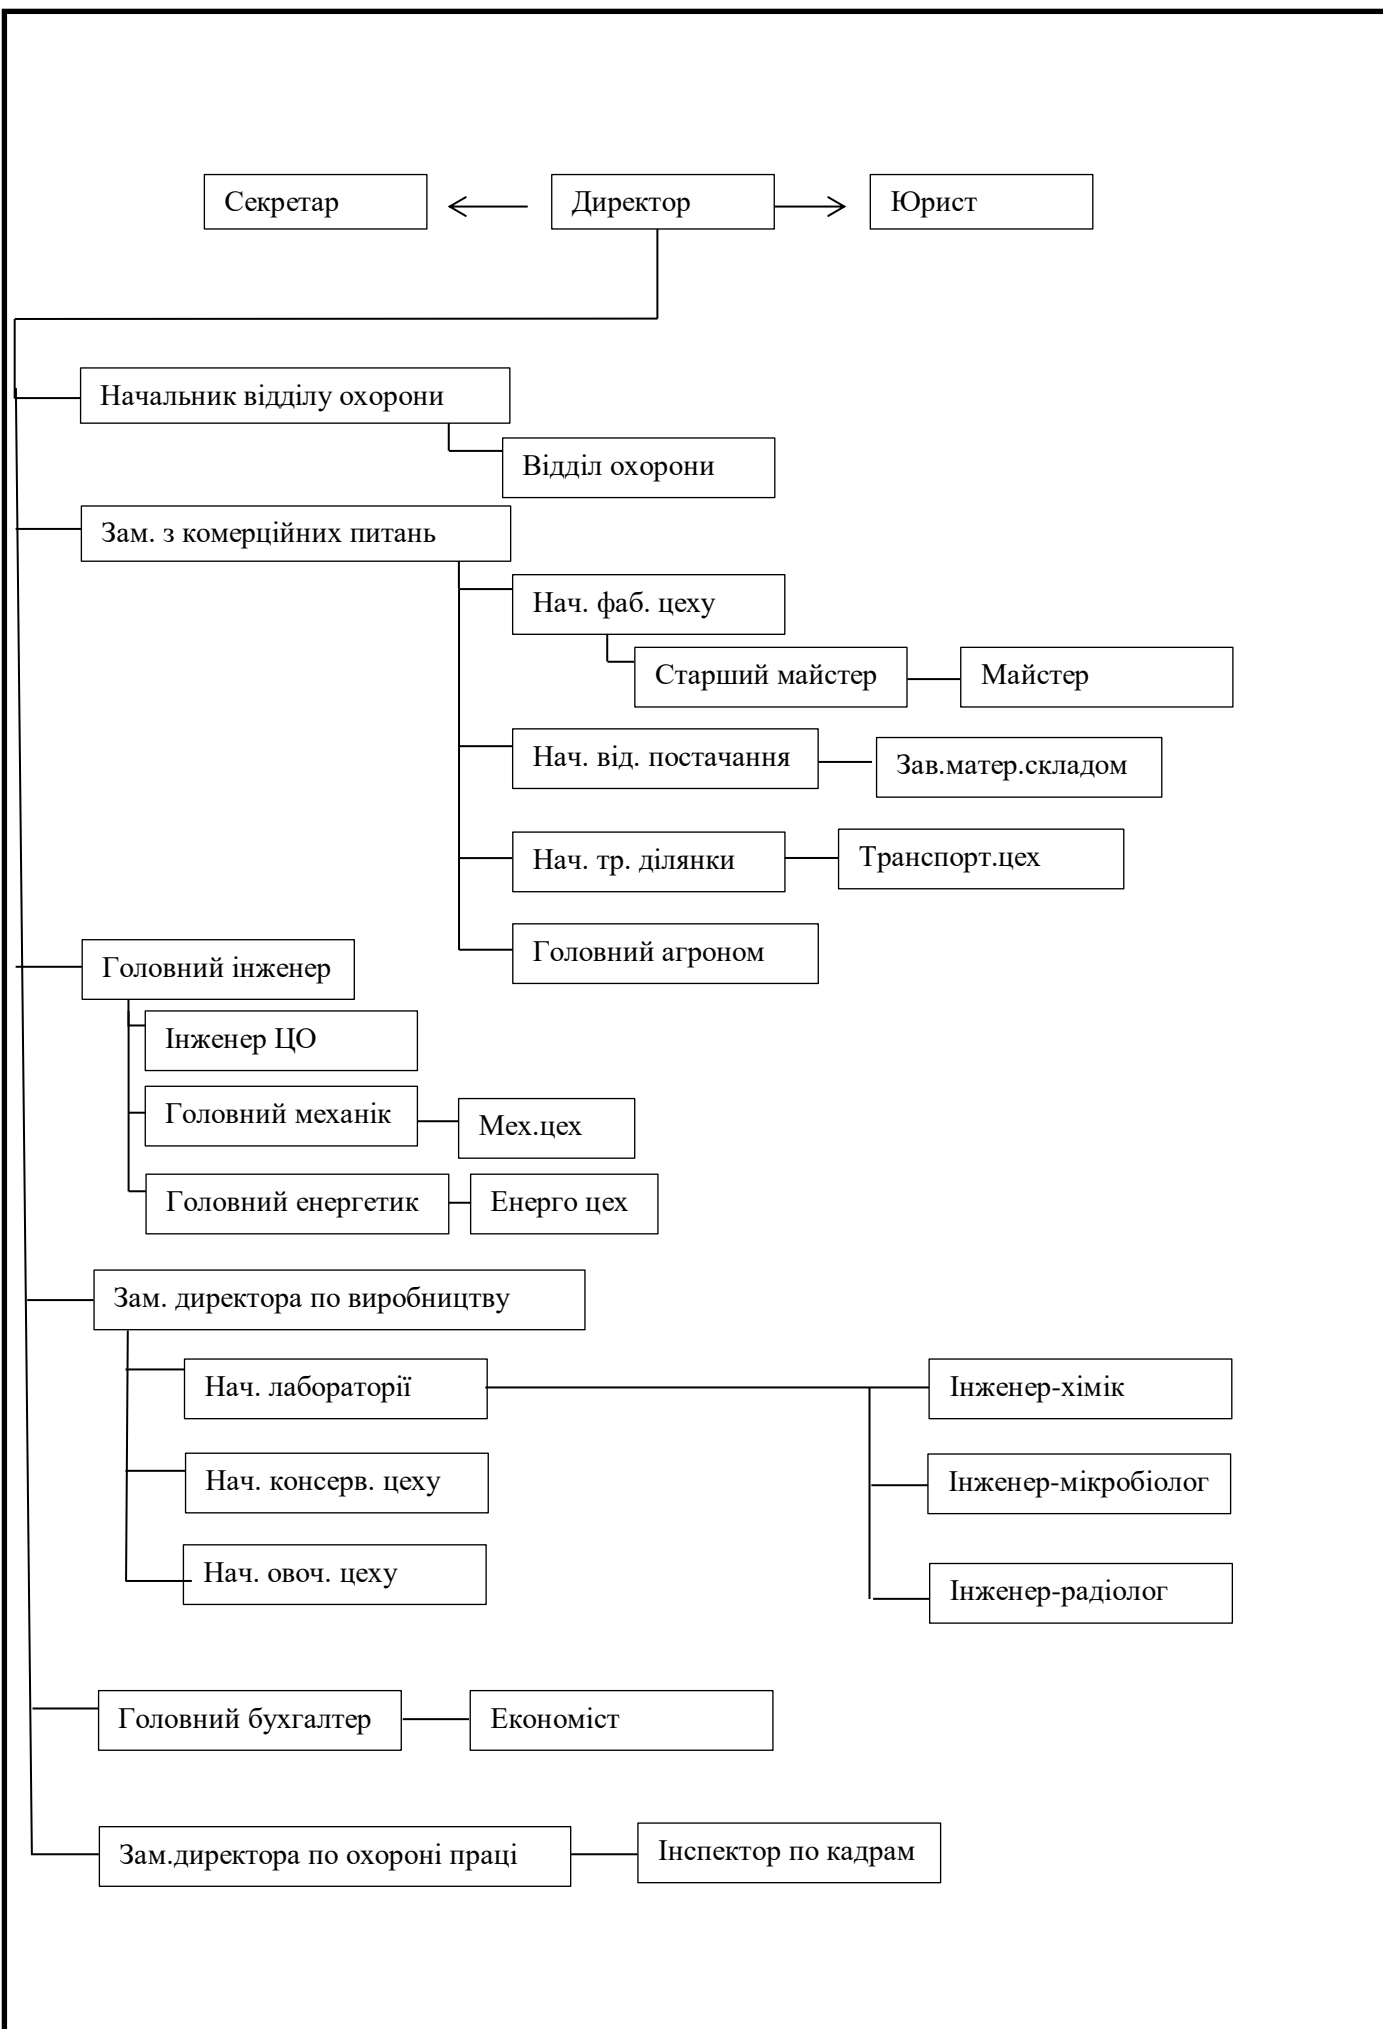 Секретар
Директор
Юрист
Начальник відділу охорони
Відділ охорони
Зам. з комерційних питань
Нач. фаб. цеху
Старший майстер
Майстер
Нач. від. постачання
Зав.матер.складом
Нач. тр. ділянки
Транспорт.цех
Головний агроном
Головний інженер
Інженер ЦО
Головний механік
Мех.цех
Головний енергетик
Енерго цех
Зам. директора по виробництву
Нач. лабораторії
Інженер-хімік
Нач. консерв. цеху
Інженер-мікробіолог
Нач. овоч. цеху
Інженер-радіолог
Головний бухгалтер
Економіст
Зам.директора по охороні праці
Інспектор по кадрам